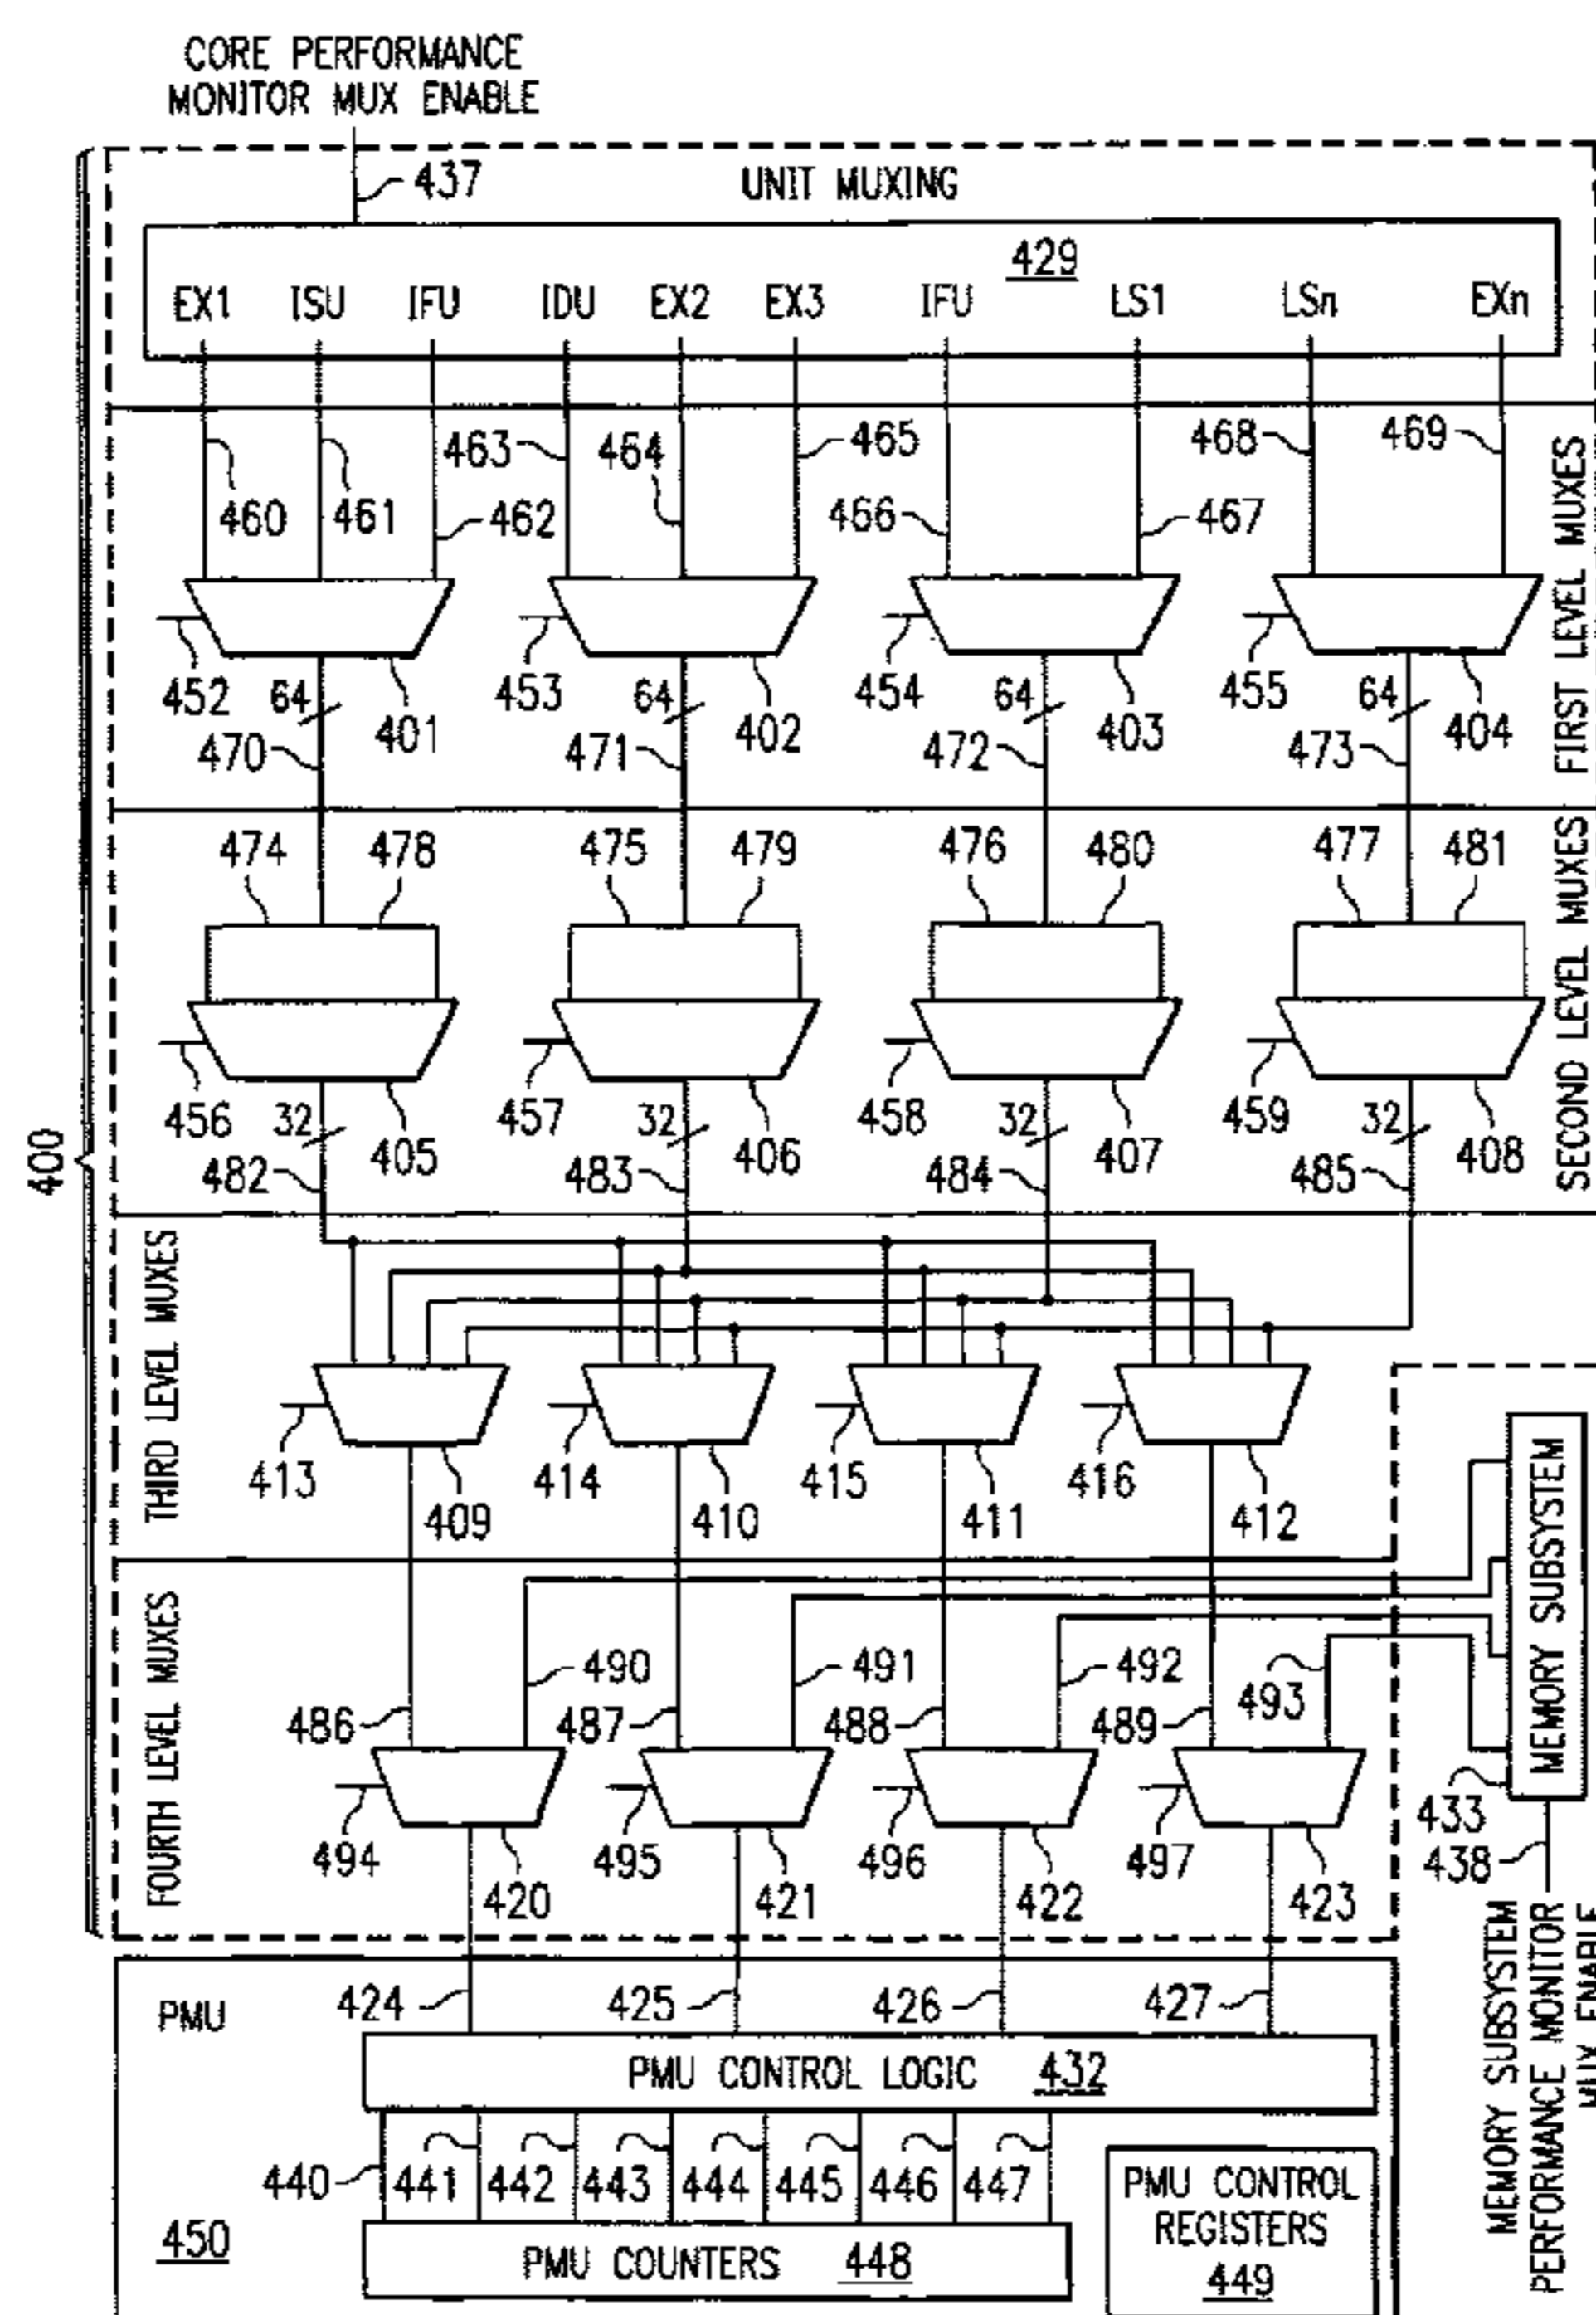 CORE PERFORMANCE
MONITOR MUX ENABLE
437
UNIT MUXING
429
EX1 ISU IFU IDU EX2 EX3 IFU LS1 LSn EXn
463 464 465 468 469
460 461 462 466 467
FIRST LEVEL MUXES
452 64 401 453 64 402 454 64 403 455 64 404
470 471 472 473
474 478 475 479 476 480 477 481
SECOND LEVEL MUXES
456 32 405 457 32 406 458 32 407 459 32 408
482 483 484 485
400
THIRD LEVEL MUXES
413 409 414 410 415 411 416 412
MEMORY SUBSYSTEM
FOURTH LEVEL MUXES
490 491 492 493
486 487 488 489
433
494 420 495 421 496 422 497 423
438
MEMORY SUBSYSTEM
PERFORMANCE MONITOR
MUX ENABLE
PMU
424 425 426 427
PMU CONTROL LOGIC 432
440 441 442 443 444 445 446 447
PMU CONTROL
REGISTERS
449
450
PMU COUNTERS 448